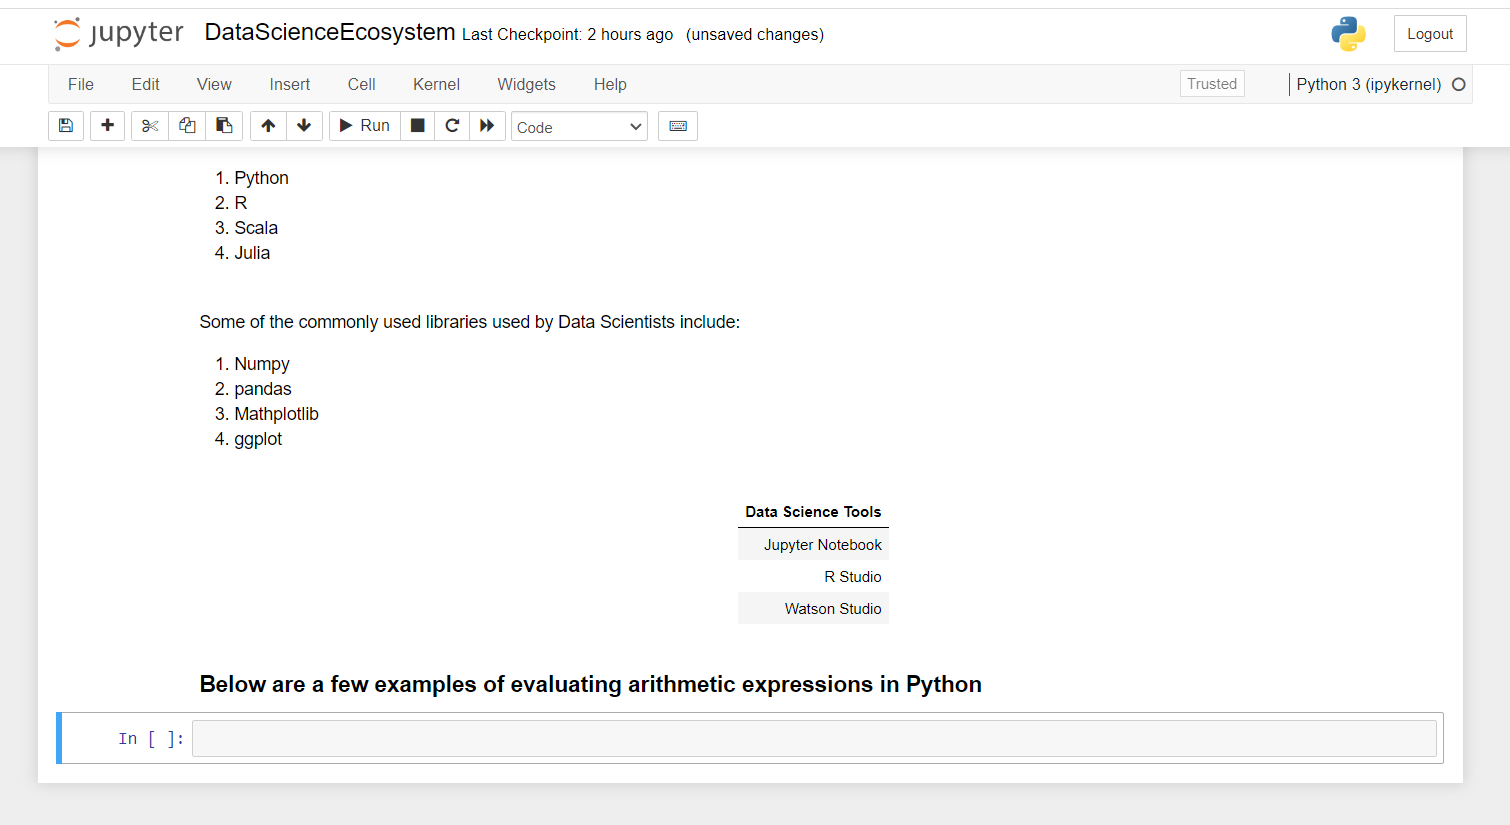 jupyter DataScienceEcosystem Last Checkpoint: 2 hours ago (unsaved changes) Logout
File Edit View Insert Cell Kernel Widgets Help Trusted Python 3 (ipykernel)
Run Code
1. Python
2. R
3. Scala
4. Julia
Some of the commonly used libraries used by Data Scientists include:
1. Numpy
2. pandas
3. Mathplotlib
4. ggplot
Data Science Tools
Jupyter Notebook
R Studio
Watson Studio
Below are a few examples of evaluating arithmetic expressions in Python
In [ ]: